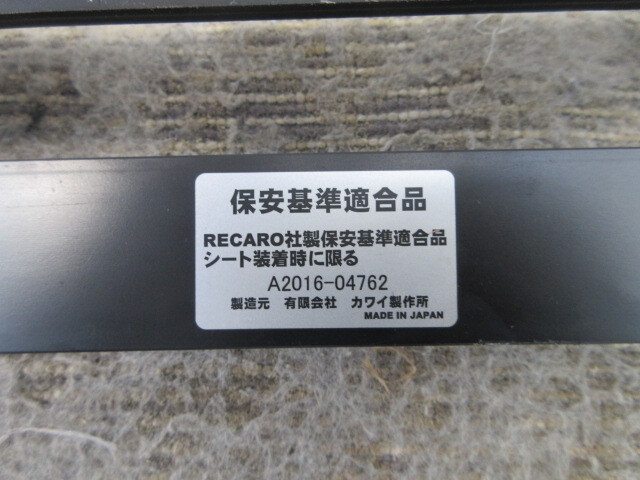 保安基準適合品
RECARO社製保安基準適合品
シート装着時に限る
A2016-04762
製造元　有限会社　カワイ製作所
MADE IN JAPAN